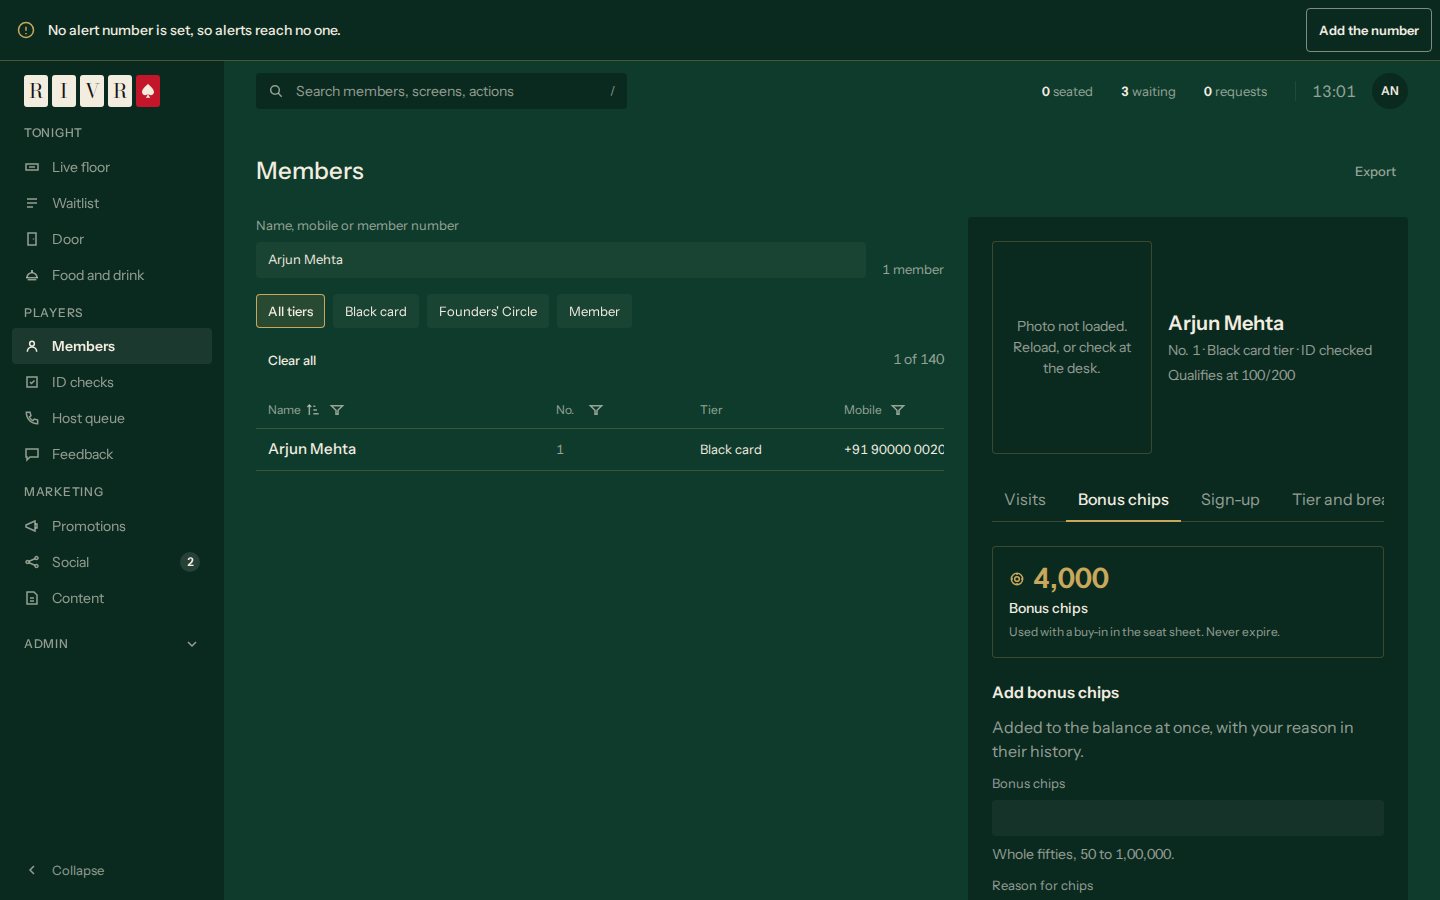 No alert number is set, so alerts reach no one.
Add the number
R I V R
Search members, screens, actions /
0 seated 3 waiting 0 requests 13:01 AN
TONIGHT
Live floor
Waitlist
Door
Food and drink
PLAYERS
Members
ID checks
Host queue
Feedback
MARKETING
Promotions
Social 2
Content
ADMIN
Collapse
Members
Export
Name, mobile or member number
Arjun Mehta
1 member
All tiers Black card Founders' Circle Member
Clear all
1 of 140
Name No. Tier Mobile
Arjun Mehta 1 Black card +91 90000 0020
Photo not loaded.
Reload, or check at
the desk.
Arjun Mehta
No. 1 · Black card tier · ID checked
Qualifies at 100/200
Visits Bonus chips Sign-up Tier and brea
4,000
Bonus chips
Used with a buy-in in the seat sheet. Never expire.
Add bonus chips
Added to the balance at once, with your reason in
their history.
Bonus chips
Whole fifties, 50 to 1,00,000.
Reason for chips